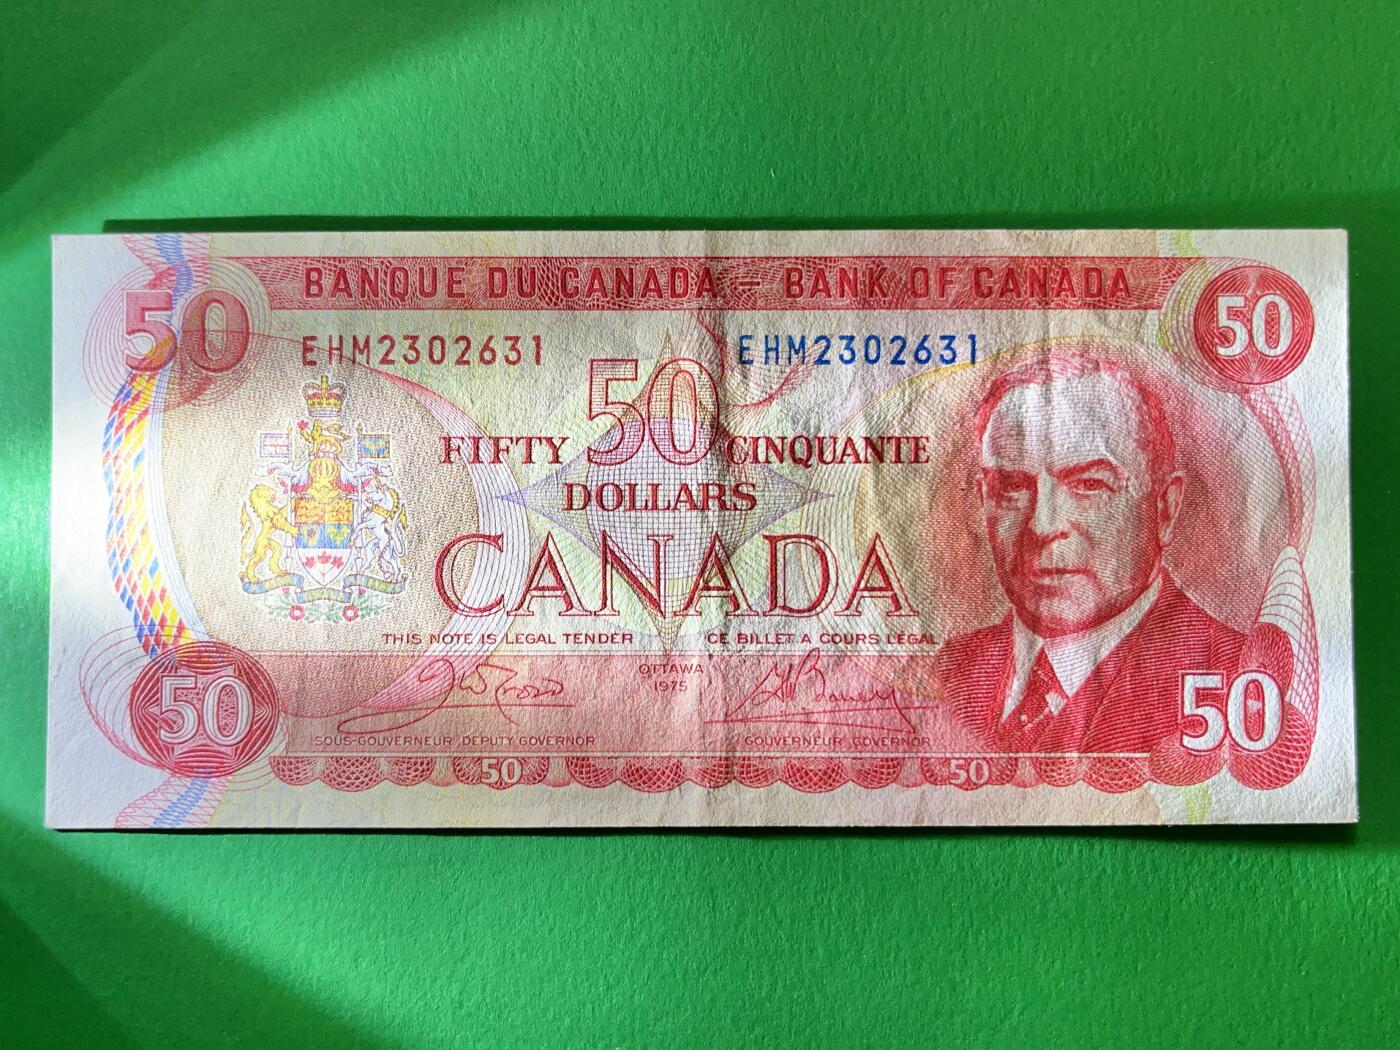 BANQUE DU CANADA – BANK OF CANADA
50
50
EHM2302631 EHM2302631
50
FIFTY CINQUANTE
DOLLARS
CANADA
THIS NOTE IS LEGAL TENDER CE BILLET A COURS LÉGAL
OTTAWA
1975
SOUS-GOUVERNEUR DEPUTY GOVERNOR GOUVERNEUR GOVERNOR
50
50
50
50